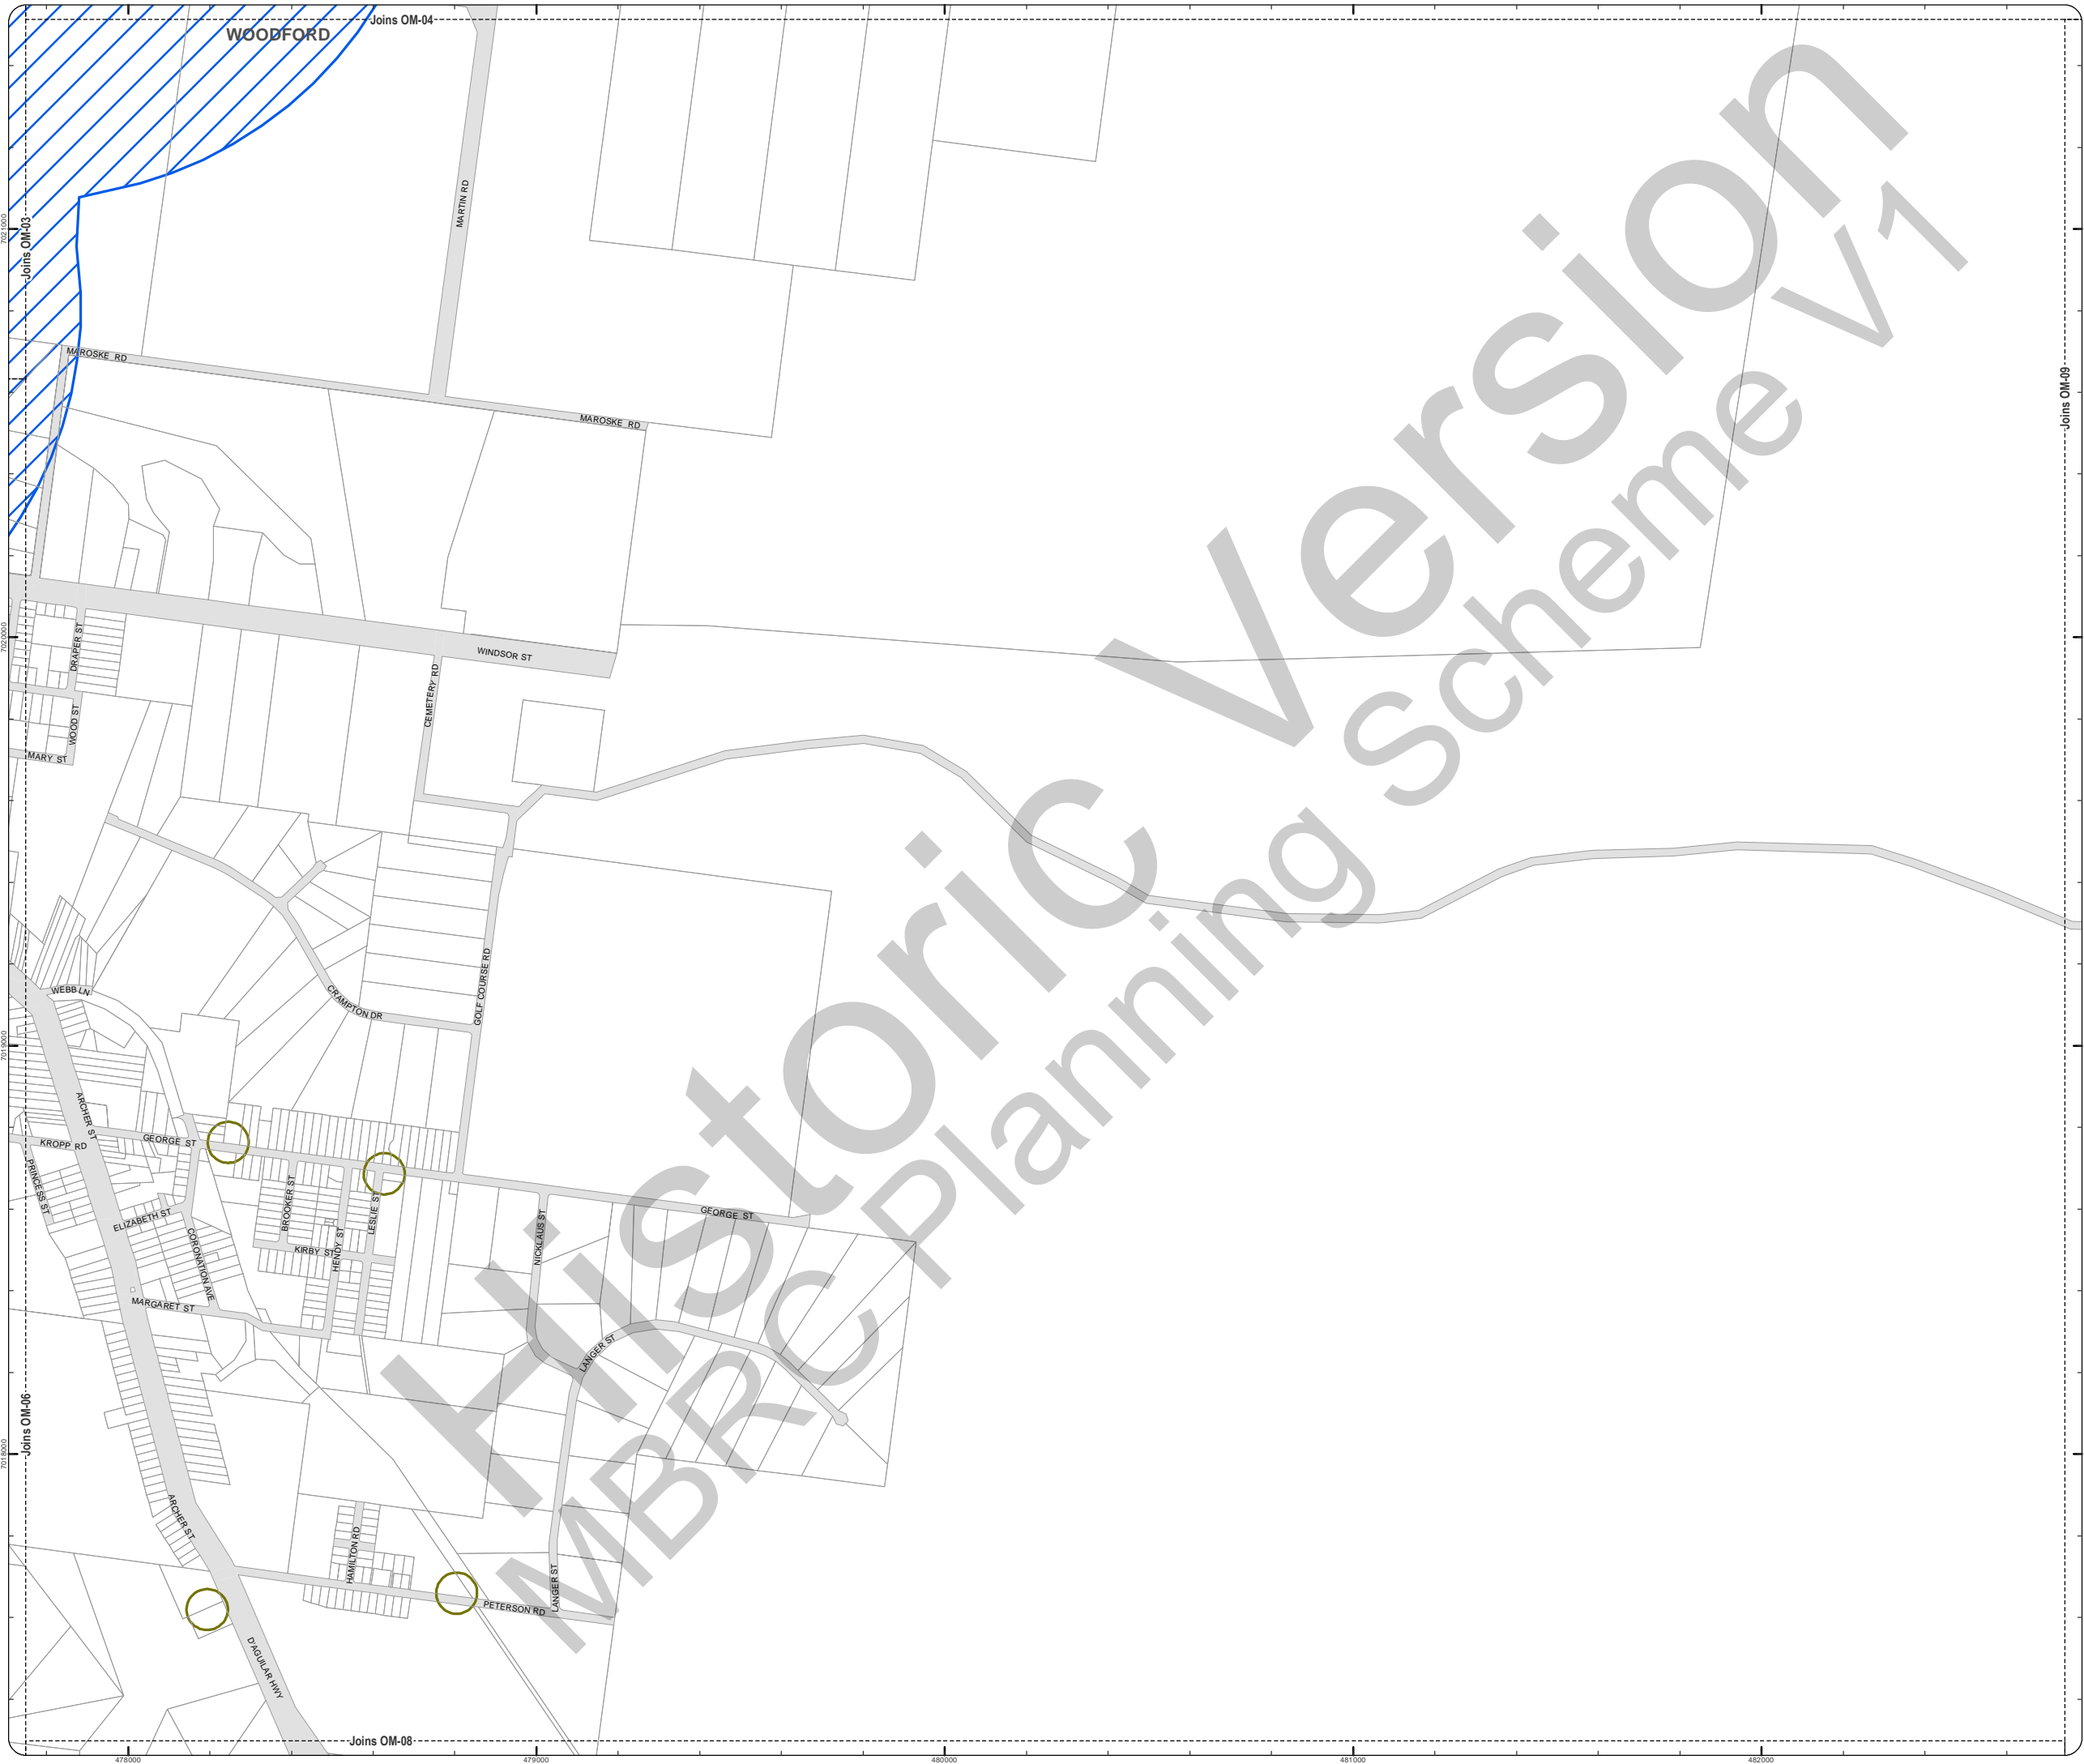 Joins OM-04
WOODFORD
MARTIN RD
7021000
Joins OM-03
MAROSKE RD
MAROSKE RD
Joins OM-09
7020000
DRAPER ST
WINDSOR ST
CEMETERY RD
WOOD ST
MARY ST
GOLF COURSE RD
WEBB LN
CRAMPTON DR
7019000
ARCHER ST
GEORGE ST
KROPP RD
PRINCESS ST
BROOKER ST
LESLIE ST
ELIZABETH ST
GEORGE ST
NICKLAUS ST
CORONATION AVE
KIRBY ST
HENDY ST
MARGARET ST
LANGER ST
Joins OM-06
7018000
ARCHER ST
HAMILTON RD
LANGER ST
PETERSON RD
D'AGUILAR HWY
Joins OM-08
478000
479000
480000
481000
482000
Historic Version
MBRC Planning Scheme V1